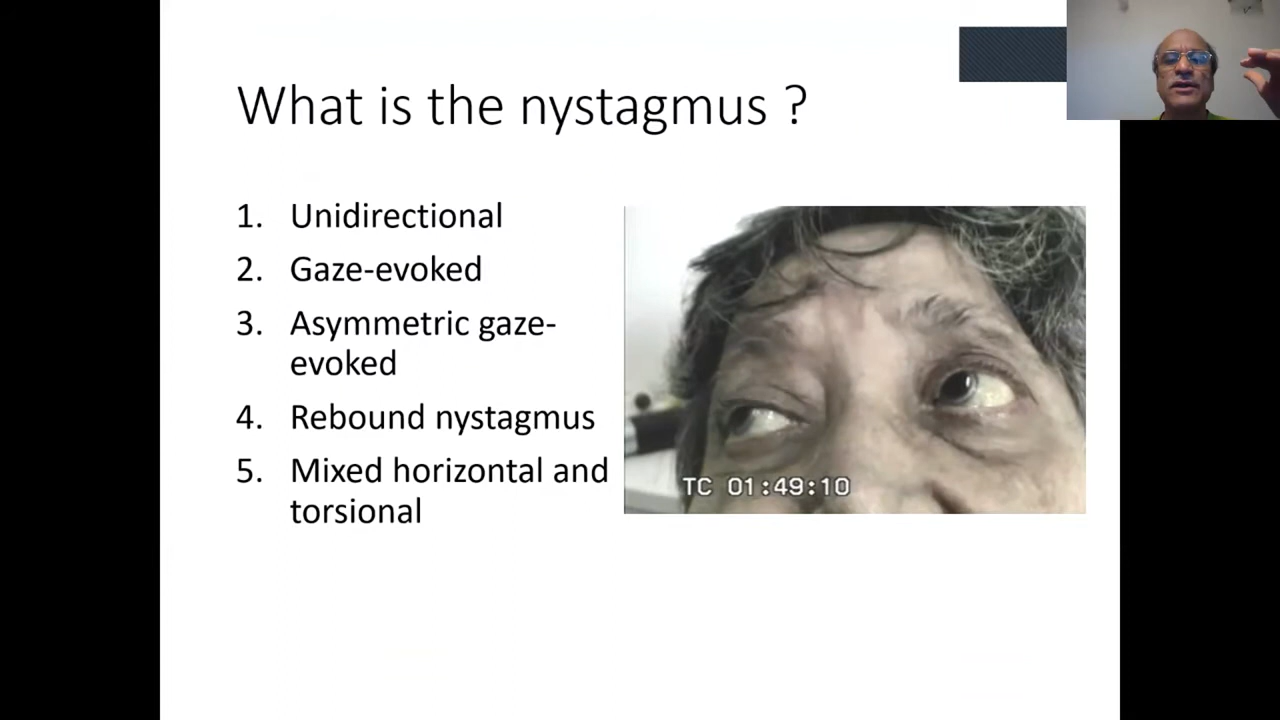 What is the nystagmus ?
1. Unidirectional
2. Gaze-evoked
3. Asymmetric gaze-
evoked
4. Rebound nystagmus
5. Mixed horizontal and
torsional
TC 01:49:10